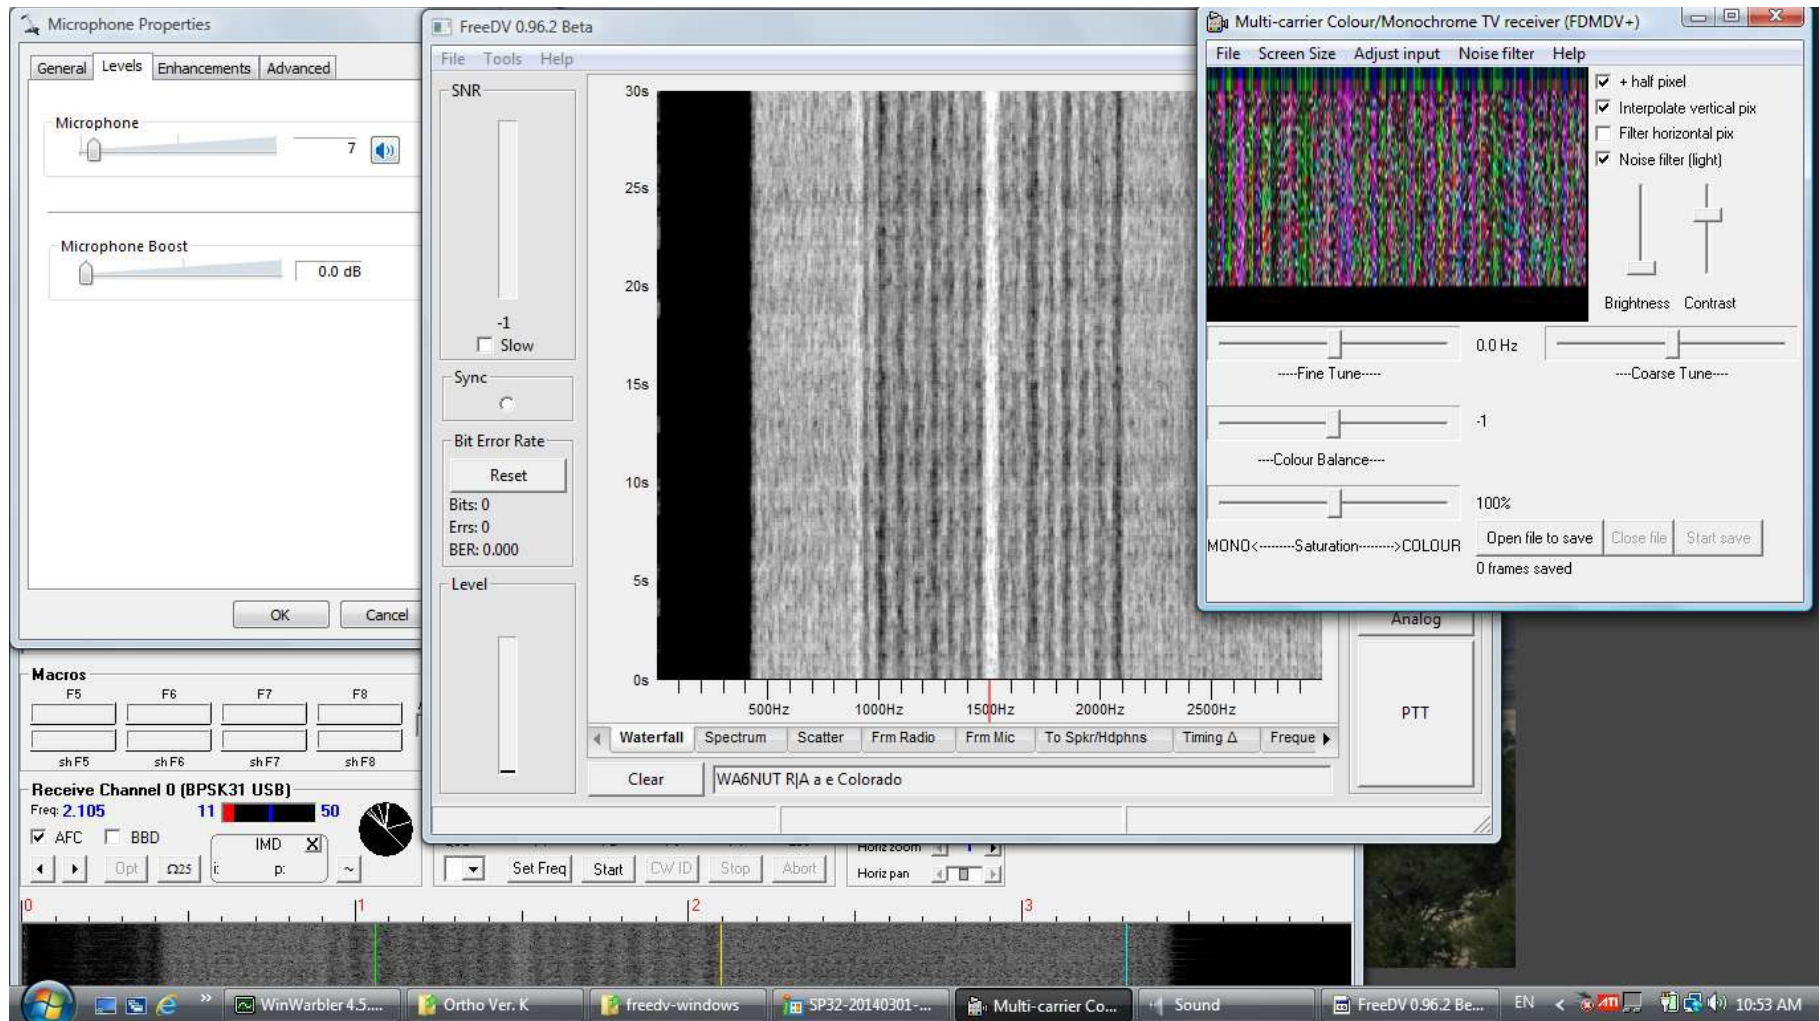 Microphone Properties
General Levels Enhancements Advanced
Microphone
7
Microphone Boost
0.0 dB
OK Cancel
FreeDV 0.96.2 Beta
File Tools Help
SNR
-1
Slow
Sync
Bit Error Rate
Reset
Bits: 0
Errs: 0
BER: 0.000
Level
30s
25s
20s
15s
10s
5s
0s
500Hz 1000Hz 1500Hz 2000Hz 2500Hz
Waterfall Spectrum Scatter Frm Radio Frm Mic To Spkr/Hdphns Timing Δ Freque
Clear WA6NUT R|A a e Colorado
Analog
PTT
Multi-carrier Colour/Monochrome TV receiver (FDMDV+)
File Screen Size Adjust input Noise filter Help
+ half pixel
Interpolate vertical pix
Filter horizontal pix
Noise filter (light)
Brightness Contrast
0.0 Hz
----Fine Tune----- ----Coarse Tune----
-1
----Colour Balance----
100%
MONO<--------Saturation-------->COLOUR
Open file to save Close file Start save
0 frames saved
Macros
F5 F6 F7 F8
sh F5 sh F6 sh F7 sh F8
Receive Channel 0 (BPSK31 USB)
Freq: 2.105 11 50
AFC BBD IMD X
Opt Ω25 i: p: ~
Set Freq Start CW ID Stop Abort
Horiz zoom
Horiz pan
0 1 2 3
WinWarbler 4.5.... Ortho Ver. K freedv-windows SP32-20140301-... Multi-carrier Co... Sound FreeDV 0.96.2 Be... EN ATI 10:53 AM